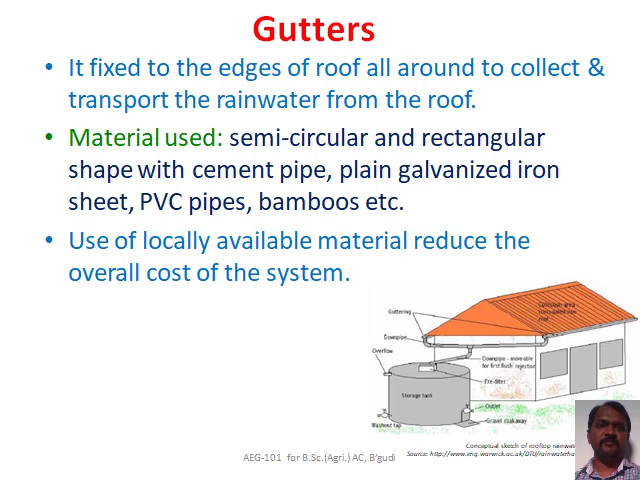 Gutters
• It fixed to the edges of roof all around to collect &
transport the rainwater from the roof.
• Material used: semi-circular and rectangular
shape with cement pipe, plain galvanized iron
sheet, PVC pipes, bamboos etc.
• Use of locally available material reduce the
overall cost of the system.
Guttering
Downpipe
Overflow
Downpipe - moveable
for first flush rejection
Pre-filter
Storage tank
Outlet
Gravel soakaway
Washout tap
Conceptual sketch of rooftop
AEG-101 for B.Sc.(Agri.) AC, B'gudi
Source: http://www.eng.warwick.ac.uk/DTU/